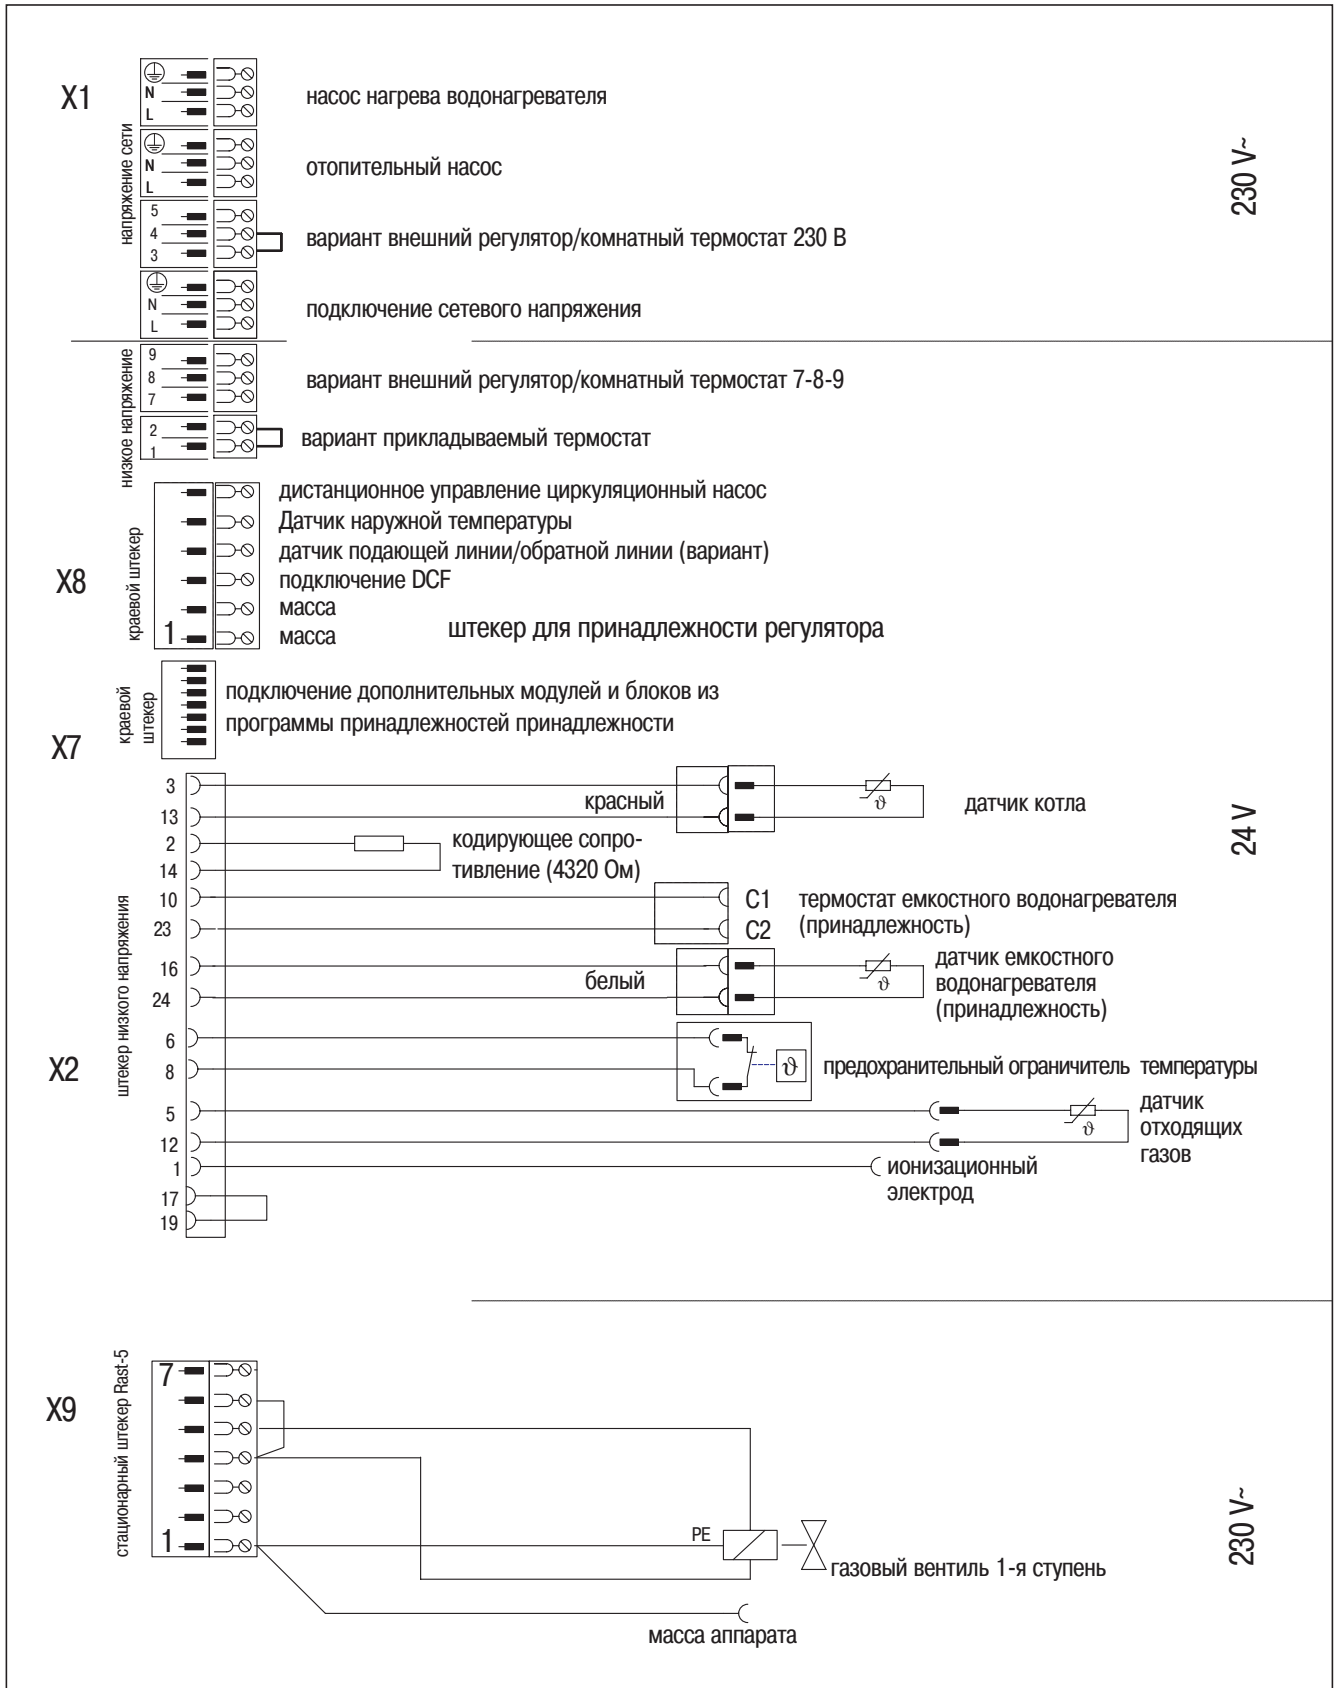 X1
напряжение сети
N
L
насос нагрева водонагревателя
N
L
отопительный насос
5
4
3
вариант внешний регулятор/комнатный термостат 230 В
N
L
подключение сетевого напряжения
230 V~
низкое напряжение
9
8
7
вариант внешний регулятор/комнатный термостат 7-8-9
2
1
вариант прикладываемый термостат
X8
краевой штекер
1
дистанционное управление циркуляционный насос
Датчик наружной температуры
датчик подающей линии/обратной линии (вариант)
подключение DCF
масса
масса
штекер для принадлежности регулятора
X7
краевой
штекер
подключение дополнительных модулей и блоков из
программы принадлежностей принадлежности
24 V
X2
штекер низкого напряжения
3
13
красный
ϑ
датчик котла
2
14
кодирующее сопро-
тивление (4320 Ом)
10
23
C1
C2
термостат емкостного водонагревателя
(принадлежность)
16
24
белый
ϑ
датчик емкостного
водонагревателя
(принадлежность)
6
8
ϑ
предохранительный ограничитель температуры
5
12
ϑ
датчик
отходящих
газов
1
ионизационный
электрод
17
19
X9
стационарный штекер Rast-5
7
1
PE
газовый вентиль 1-я ступень
масса аппарата
230 V~